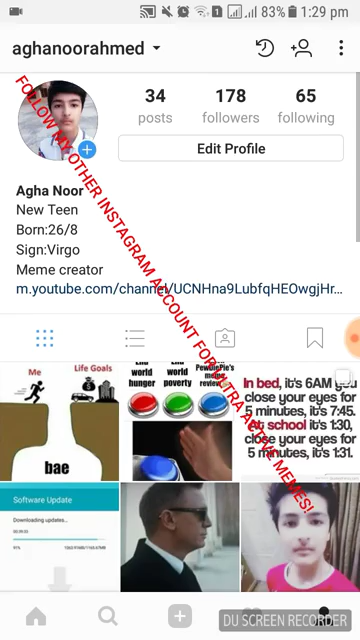 83% 1:29 pm
aghanoorahmed
34 178 65
posts followers following
Edit Profile
Agha Noor
New Teen
Born:26/8
Sign:Virgo
Meme creator
m.youtube.com/channel/UCNHna9LubfqHEOwgjHr...
FOLLOW MY OTHER INSTAGRAM ACCOUNT FOR EXTRA ACTIVE MEMES!
Me
Life Goals
bae
End world hunger
End world poverty
PewDiePie's meme review
In bed, it's 6AM you
close your eyes for
5 minutes, it's 7:45.
At school it's 1:30,
close your eyes for
5 minutes, it's 1:31.
Software Update
Downloading updates...
DU SCREEN RECORDER